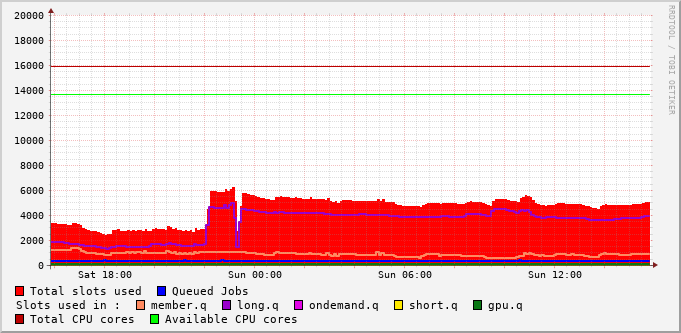 20000
18000
16000
14000
12000
10000
8000
6000
4000
2000
0
Sat 18:00 Sun 00:00 Sun 06:00 Sun 12:00
RRDTOOL / TOBI OETIKER
Total slots used Queued Jobs
Slots used in : member.q long.q ondemand.q short.q gpu.q
Total CPU cores Available CPU cores